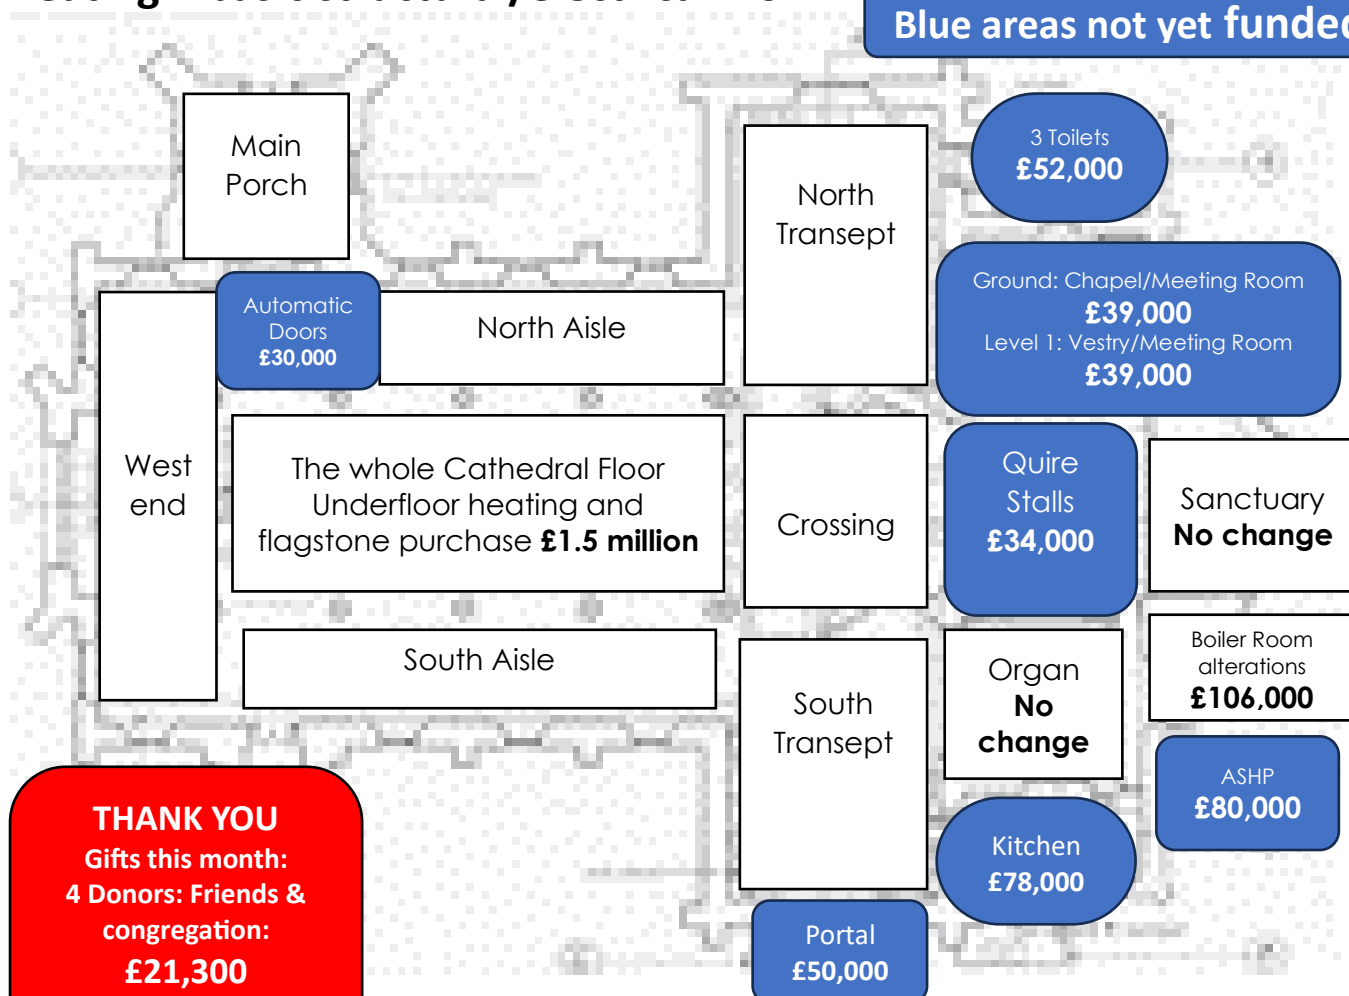 Blue areas not yet funded
Main
Porch
3 Toilets
£52,000
North
Transept
Ground: Chapel/Meeting Room
£39,000
Level 1: Vestry/Meeting Room
£39,000
Automatic
Doors
£30,000
North Aisle
West
end
The whole Cathedral Floor
Underfloor heating and
flagstone purchase £1.5 million
Crossing
Quire
Stalls
£34,000
Sanctuary
No change
South Aisle
South
Transept
Organ
No
change
Boiler Room
alterations
£106,000
ASHP
£80,000
Kitchen
£78,000
Portal
£50,000
THANK YOU
Gifts this month:
4 Donors: Friends &
congregation:
£21,300